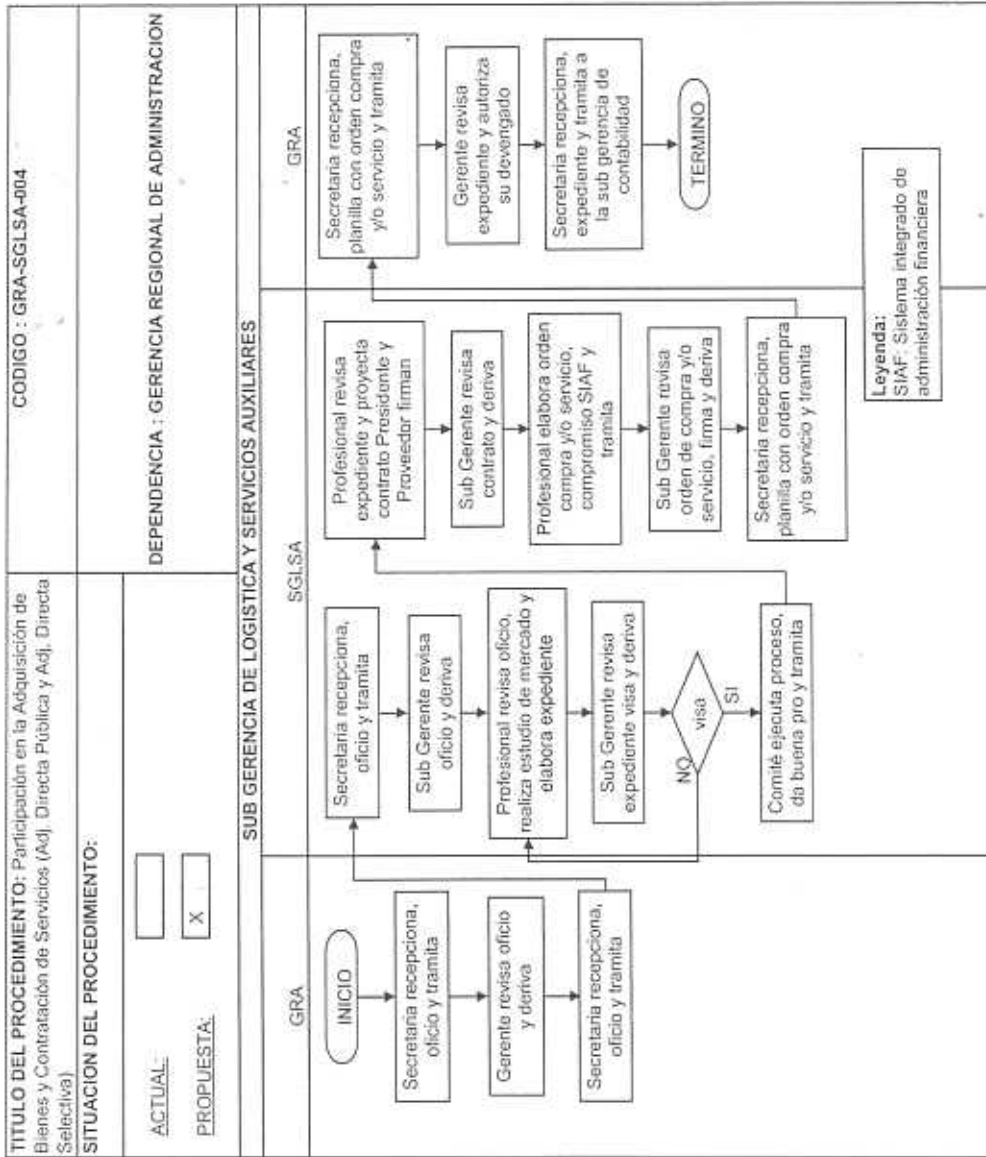 TITULO DEL PROCEDIMIENTO: Participación en la Adquisición de
Bienes y Contratación de Servicios (Adj. Directa Pública y Adj. Directa
Selectiva)
CODIGO : GRA-SGLSA-004
SITUACION DEL PROCEDIMIENTO:
ACTUAL:
PROPUESTA:
X
DEPENDENCIA : GERENCIA REGIONAL DE ADMINISTRACION
SUB GERENCIA DE LOGISTICA Y SERVICIOS AUXILIARES
GRA
SGLSA
GRA
INICIO
Secretaria recepciona,
oficio y tramita
Gerente revisa oficio
y deriva
Secretaria recepciona,
oficio y tramita
Secretaria recepciona,
oficio y tramita
Sub Gerente revisa
oficio y deriva
Profesional revisa oficio,
realiza estudio de mercado y
elabora expediente
Sub Gerente revisa
expediente visa y deriva
visa
NO
SI
Comité ejecuta proceso,
da buena pro y tramita
Profesional revisa
expediente y proyecta
contrato Presidente y
Proveedor firman
Sub Gerente revisa
contrato y deriva
Profesional elabora orden
compra y/o servicio,
compromiso SIAF y
tramita
Sub Gerente revisa
orden de compra y/o
servicio, firma y deriva
Secretaria recepciona,
planilla con orden compra
y/o servicio y tramita
Secretaria recepciona,
planilla con orden compra
y/o servicio y tramita
Gerente revisa
expediente y autoriza
su devengado
Secretaria recepciona,
expediente y tramita a
la sub gerencia de
contabilidad
TERMINO
Leyenda:
SIAF: Sistema integrado de
administración financiera